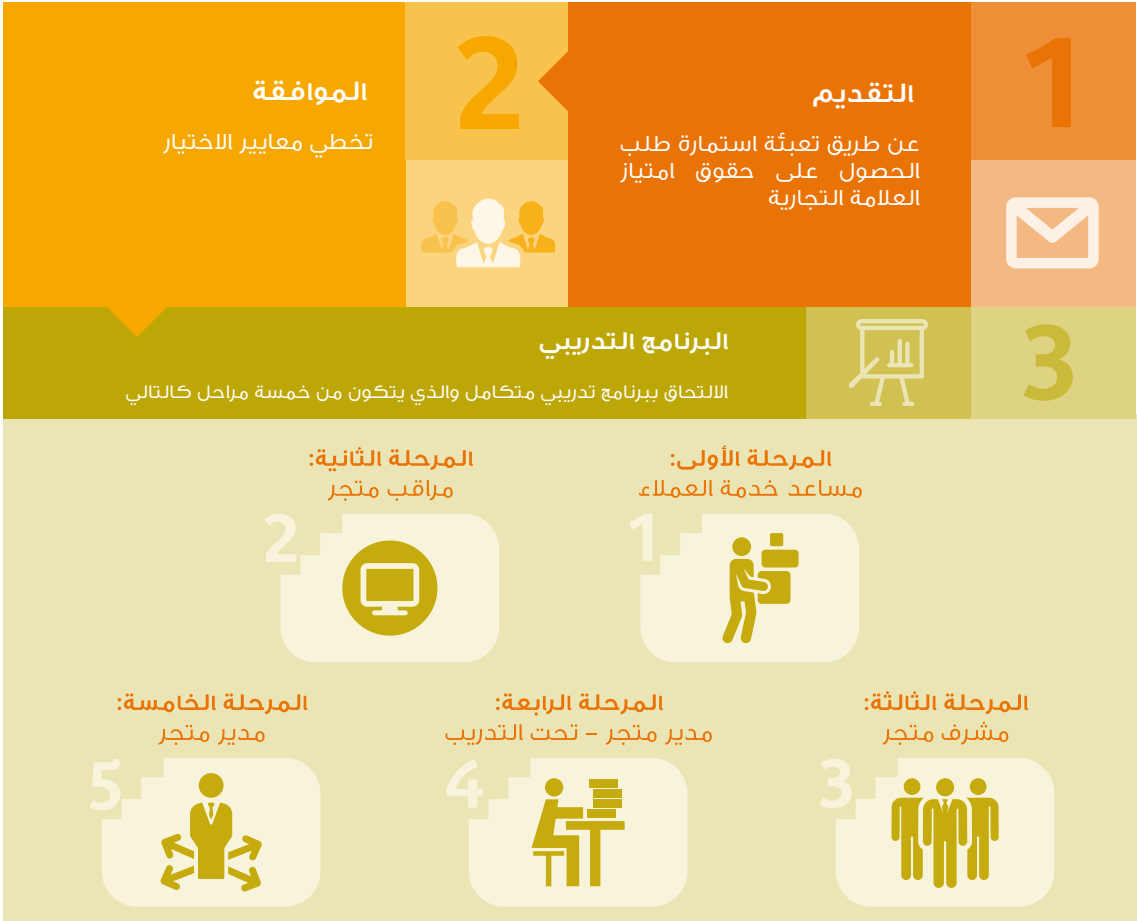 1
التقديم
عن طريق تعبئة استمارة طلب
الحصول على حقوق امتياز
العلامة التجارية
2
الموافقة
تخطي معايير الاختيار
3
البرنامج التدريبي
الالتحاق ببرنامج تدريبي متكامل والذي يتكون من خمسة مراحل كالتالي
المرحلة الأولى:
مساعد خدمة العملاء
1
المرحلة الثانية:
مراقب متجر
2
المرحلة الثالثة:
مشرف متجر
3
المرحلة الرابعة:
مدير متجر – تحت التدريب
4
المرحلة الخامسة:
مدير متجر
5